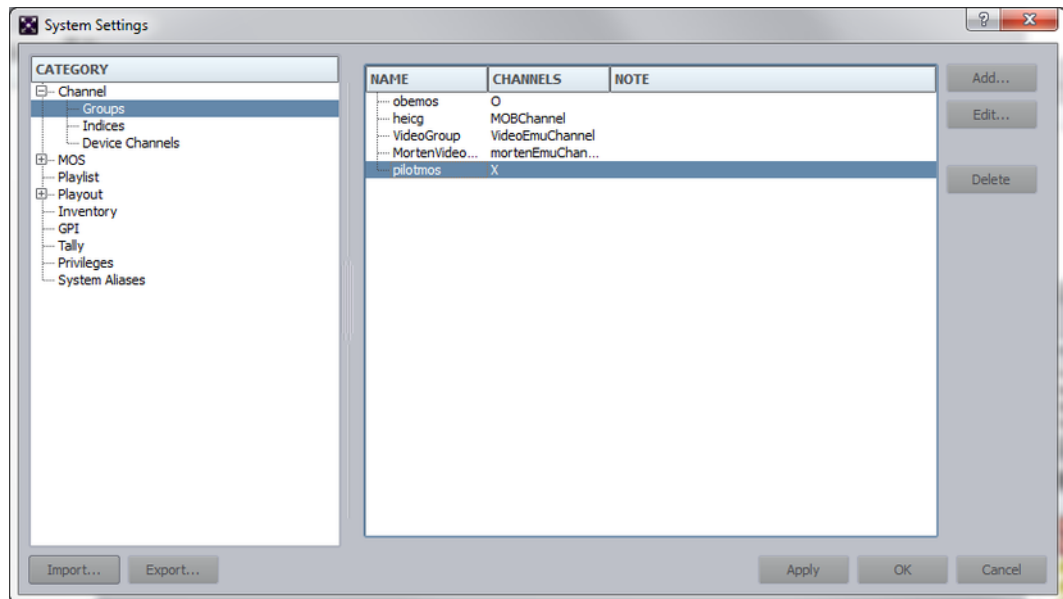 System Settings
CATEGORY
Channel
Groups
Indices
Device Channels
MOS
Playlist
Playout
Inventory
GPI
Tally
Privileges
System Aliases
NAME CHANNELS NOTE
obemos O
heicg MOBChannel
VideoGroup VideoEmuChannel
MortenVideo... mortenEmuChan...
pilotmos X
Add...
Edit...
Delete
Import... Export... Apply OK Cancel